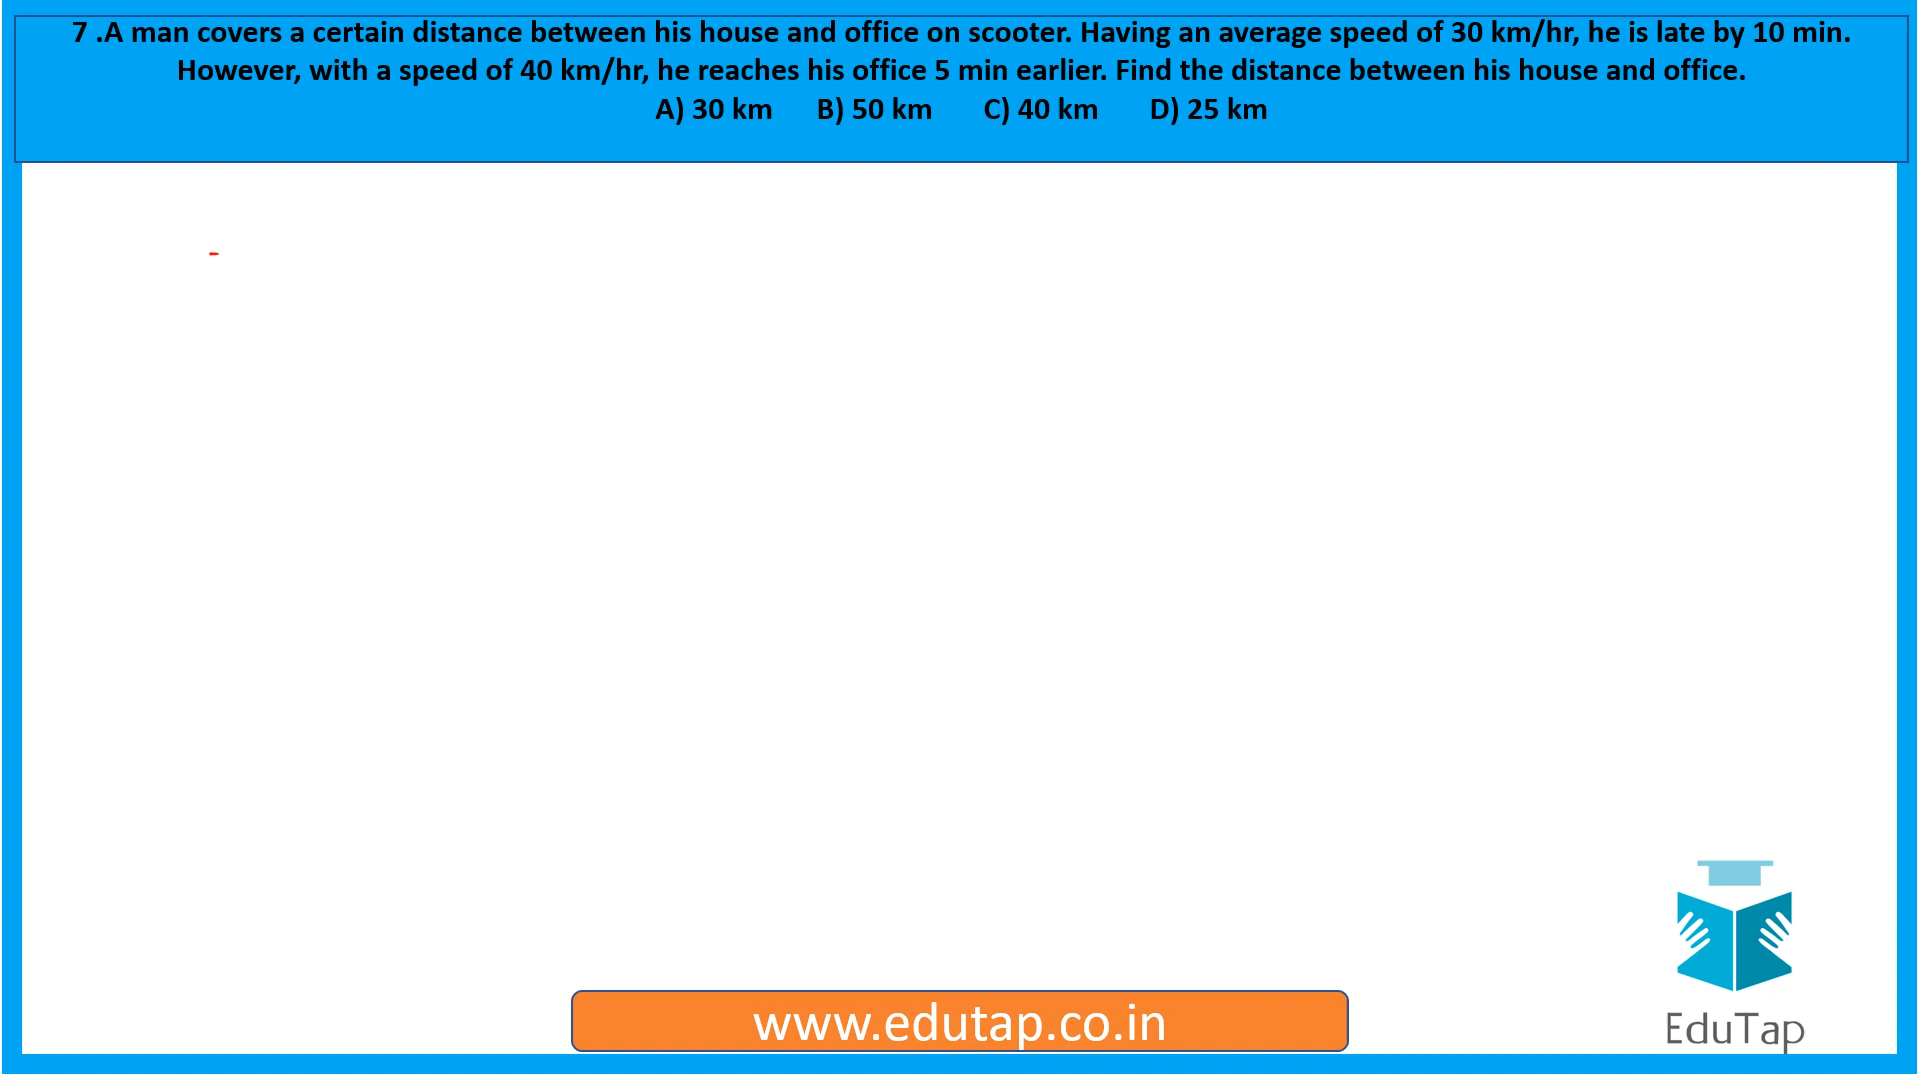 7 .A man covers a certain distance between his house and office on scooter. Having an average speed of 30 km/hr, he is late by 10 min.
However, with a speed of 40 km/hr, he reaches his office 5 min earlier. Find the distance between his house and office.
A) 30 km B) 50 km C) 40 km D) 25 km
www.edutap.co.in
EduTap